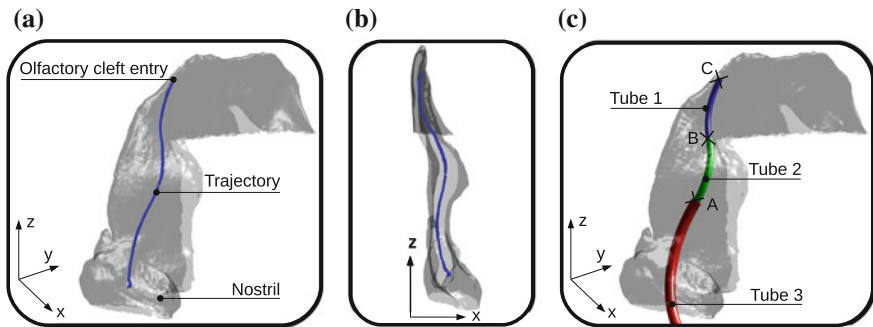 (a)
Olfactory cleft entry
Trajectory
Nostril
z
y
x
(b)
z
x
(c)
C
Tube 1
B
Tube 2
A
Tube 3
z
y
x